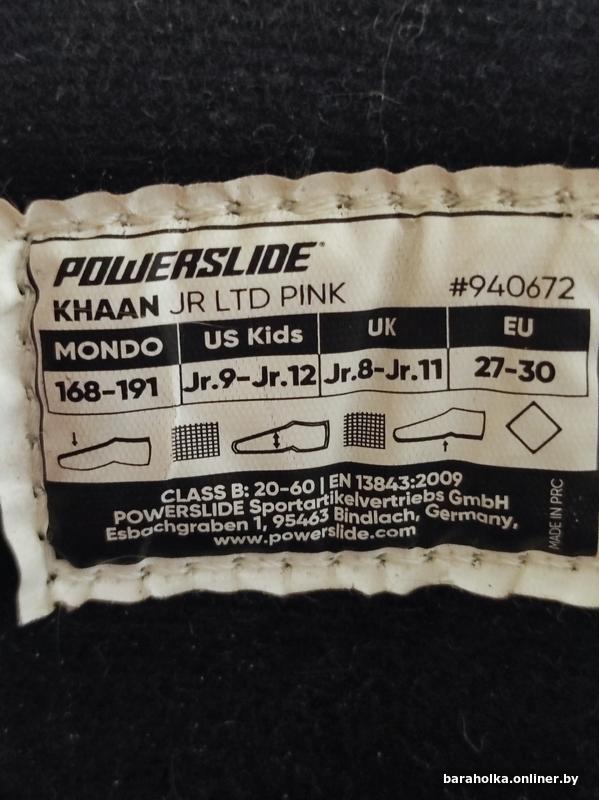 POWERSLIDE
KHAAN JR LTD PINK #940672
MONDO US Kids UK EU
168-191 Jr.9-Jr.12 Jr.8-Jr.11 27-30
CLASS B: 20-60 | EN 13843:2009
POWERSLIDE Sportartikelvertriebs GmbH
Esbachgraben 1, 95463 Bindlach, Germany,
www.powerslide.com
MADE IN PRC
baraholka.onliner.by